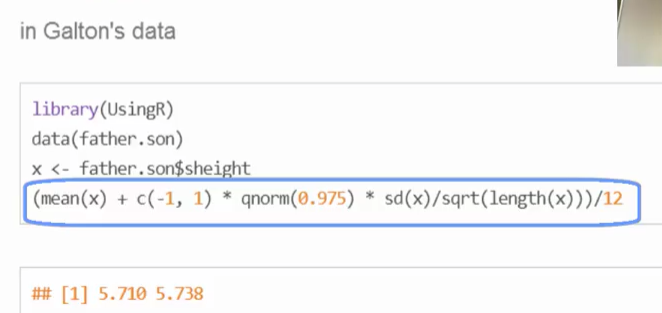 in Galton's data
library(UsingR)
data(father.son)
x <- father.son$sheight
(mean(x) + c(-1, 1) * qnorm(0.975) * sd(x)/sqrt(length(x)))/12
## [1] 5.710 5.738